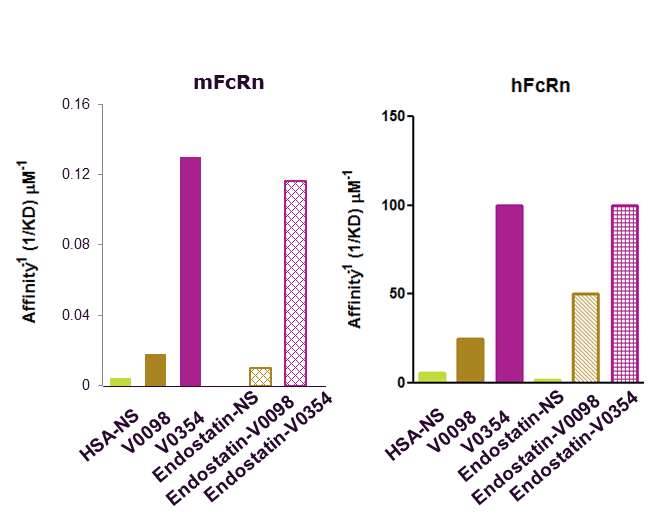 mFcRn
Affinity⁻¹ (1/KD) μM⁻¹
0.16
0.12
0.08
0.04
0
HSA-NS
V0098
V0354
Endostatin-NS
Endostatin-V0098
Endostatin-V0354
hFcRn
Affinity⁻¹ (1/KD) μM⁻¹
150
100
50
0
HSA-NS
V0098
V0354
Endostatin-NS
Endostatin-V0098
Endostatin-V0354